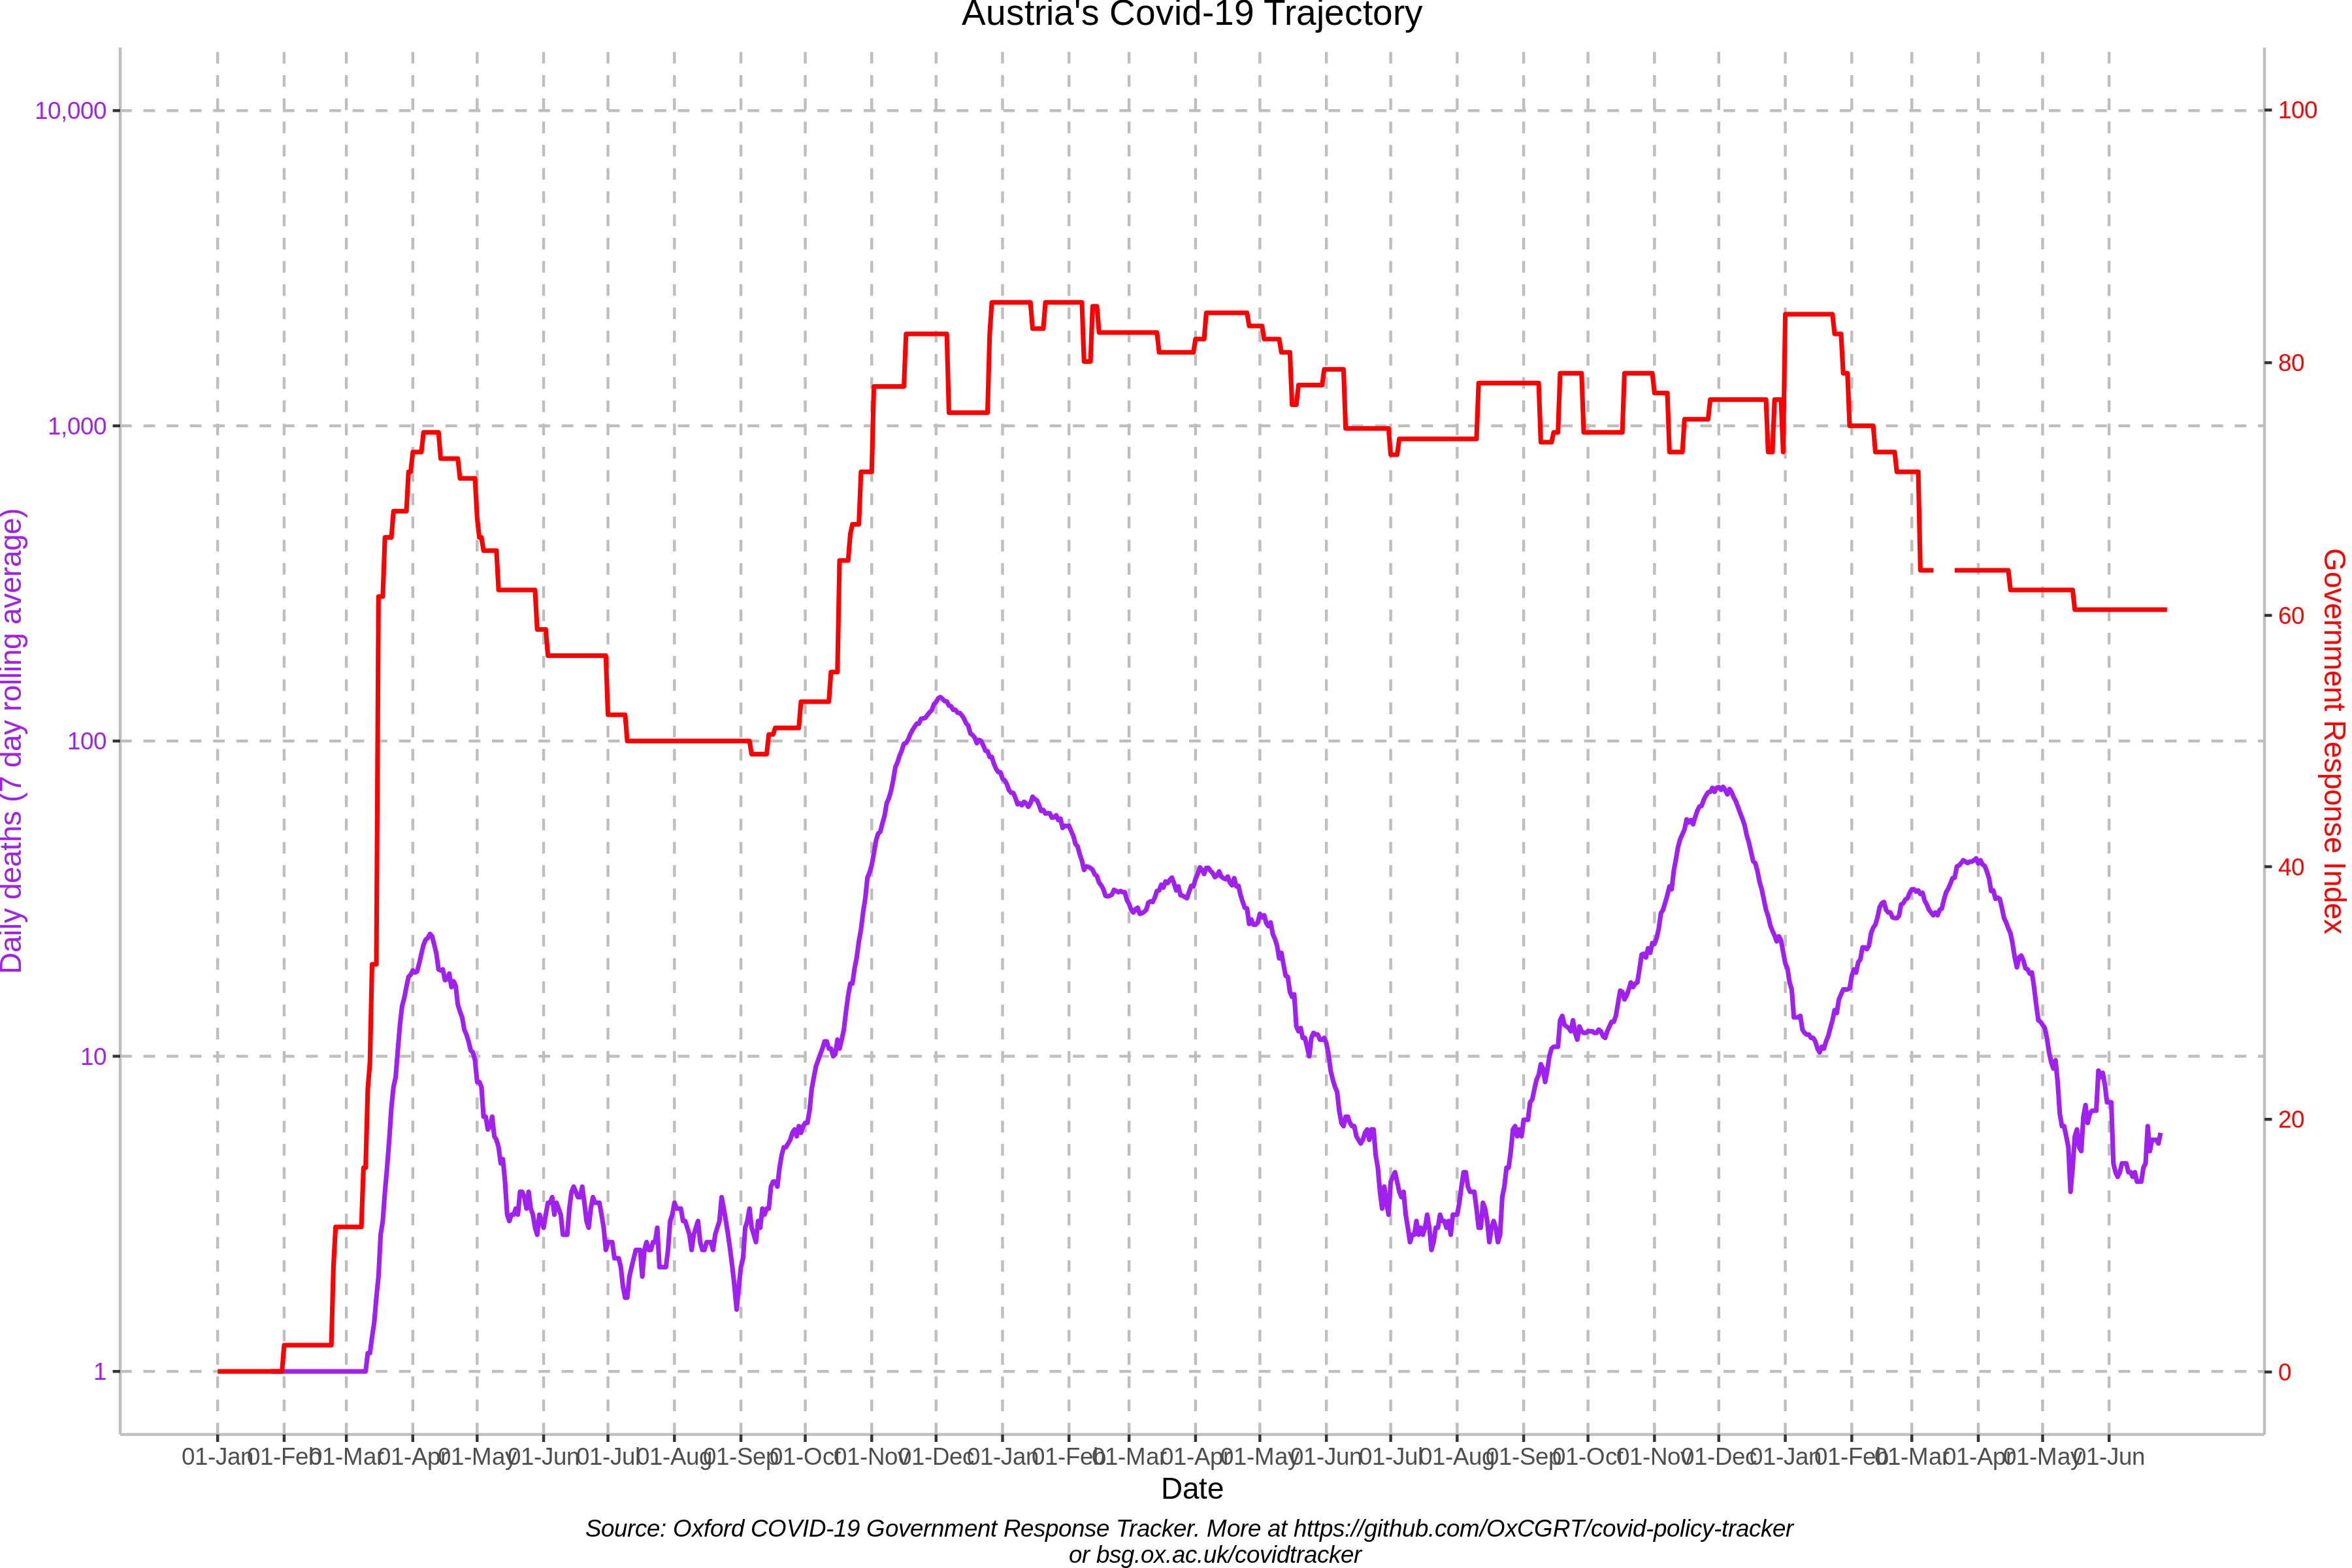 Austria's Covid-19 Trajectory
10,000
1,000
100
10
1
Daily deaths (7 day rolling average)
100
80
60
40
20
0
Government Response Index
01-Jan 01-Feb 01-Mar 01-Apr 01-May 01-Jun 01-Jul 01-Aug 01-Sep 01-Oct 01-Nov 01-Dec 01-Jan 01-Feb 01-Mar 01-Apr 01-May 01-Jun 01-Jul 01-Aug 01-Sep 01-Oct 01-Nov 01-Dec 01-Jan 01-Feb 01-Mar 01-Apr 01-May 01-Jun
Date
Source: Oxford COVID-19 Government Response Tracker. More at https://github.com/OxCGRT/covid-policy-tracker
or bsg.ox.ac.uk/covidtracker